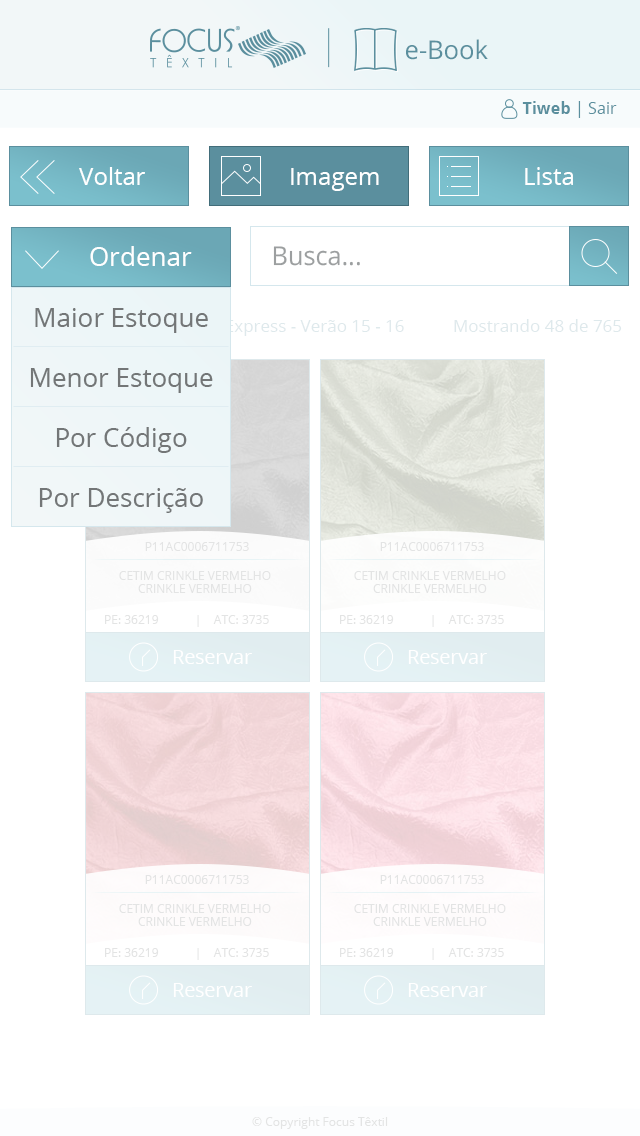 FOCUS®
TÊXTIL
e-Book
Tiweb | Sair
Voltar
Imagem
Lista
Ordenar
Busca...
Maior Estoque
Menor Estoque
Por Código
Por Descrição
Express - Verão 15 - 16
Mostrando 48 de 765
P11AC0006711753
CETIM CRINKLE VERMELHO
CRINKLE VERMELHO
PE: 36219 | ATC: 3735
Reservar
P11AC0006711753
CETIM CRINKLE VERMELHO
CRINKLE VERMELHO
PE: 36219 | ATC: 3735
Reservar
P11AC0006711753
CETIM CRINKLE VERMELHO
CRINKLE VERMELHO
PE: 36219 | ATC: 3735
Reservar
P11AC0006711753
CETIM CRINKLE VERMELHO
CRINKLE VERMELHO
PE: 36219 | ATC: 3735
Reservar
© Copyright Focus Têxtil